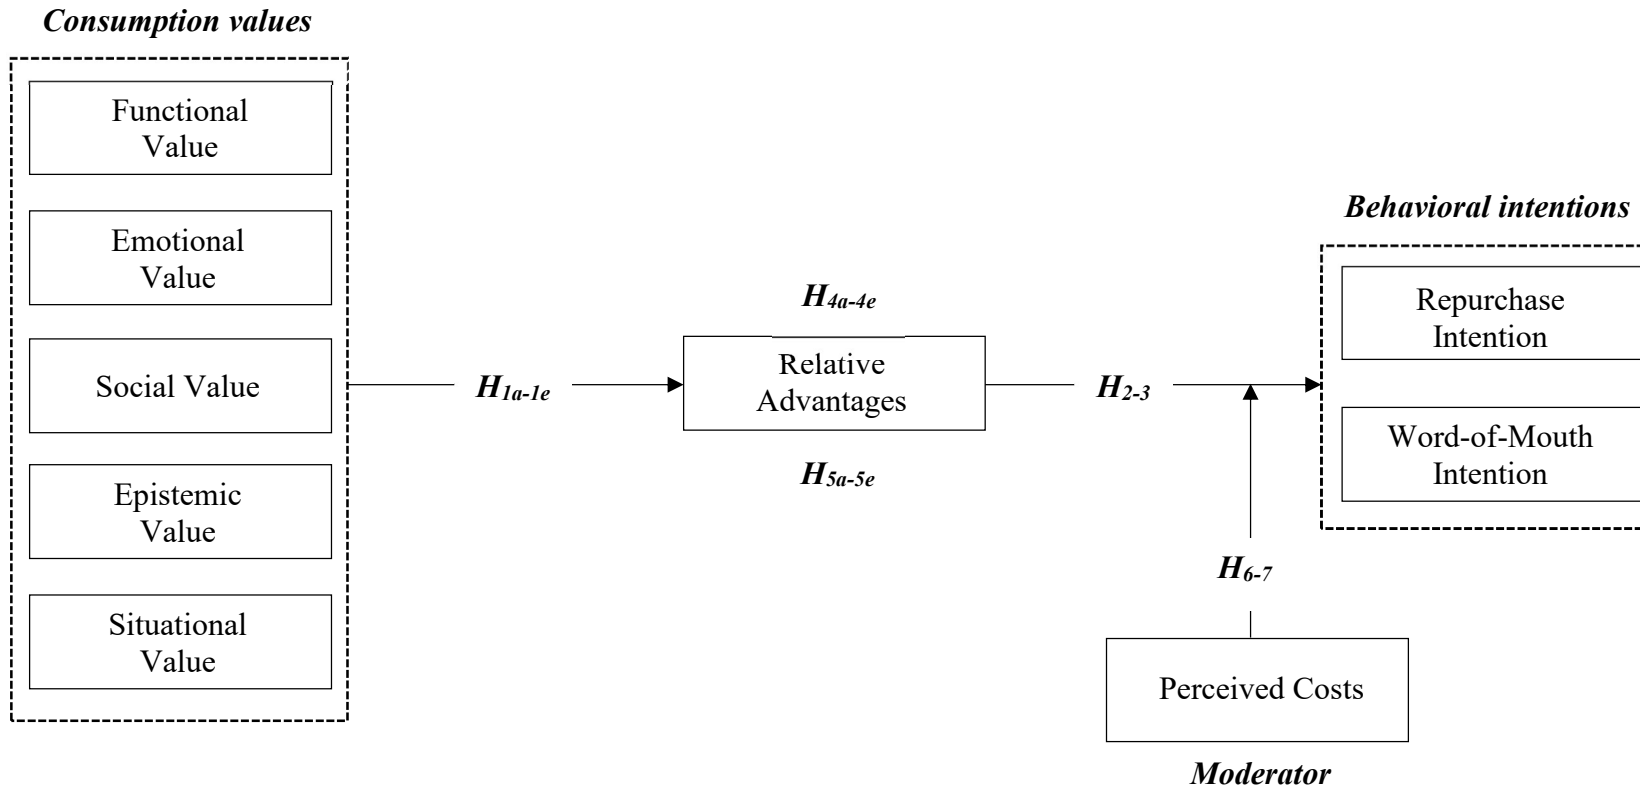 Consumption values
Functional
Value
Emotional
Value
Social Value
Epistemic
Value
Situational
Value
H1a-1e
H4a-4e
Relative
Advantages
H5a-5e
H2-3
Behavioral intentions
Repurchase
Intention
Word-of-Mouth
Intention
H6-7
Perceived Costs
Moderator